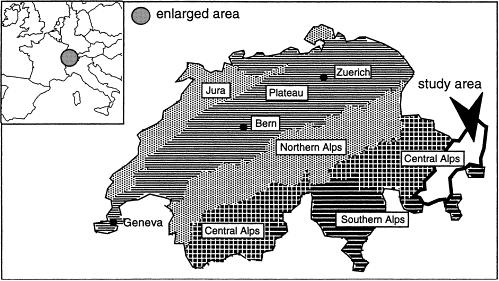 enlarged area
Zuerich
Jura
Plateau
study area
Bern
Northern Alps
Central Alps
Geneva
Central Alps
Southern Alps